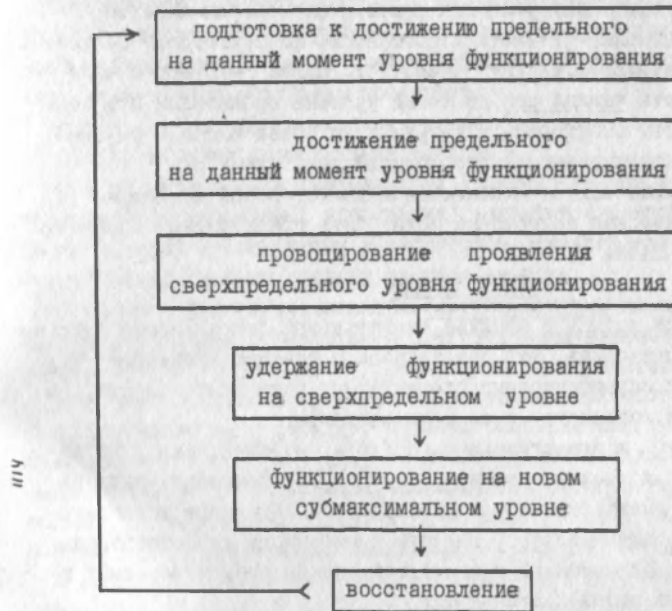 подготовка к достижению предельного
на данный момент уровня функционирования
достижение предельного
на данный момент уровня функционирования
провоцирование проявления
сверхпредельного уровня функционирования
удержание функционирования
на сверхпредельном уровне
функционирование на новом
субмаксимальном уровне
восстановление